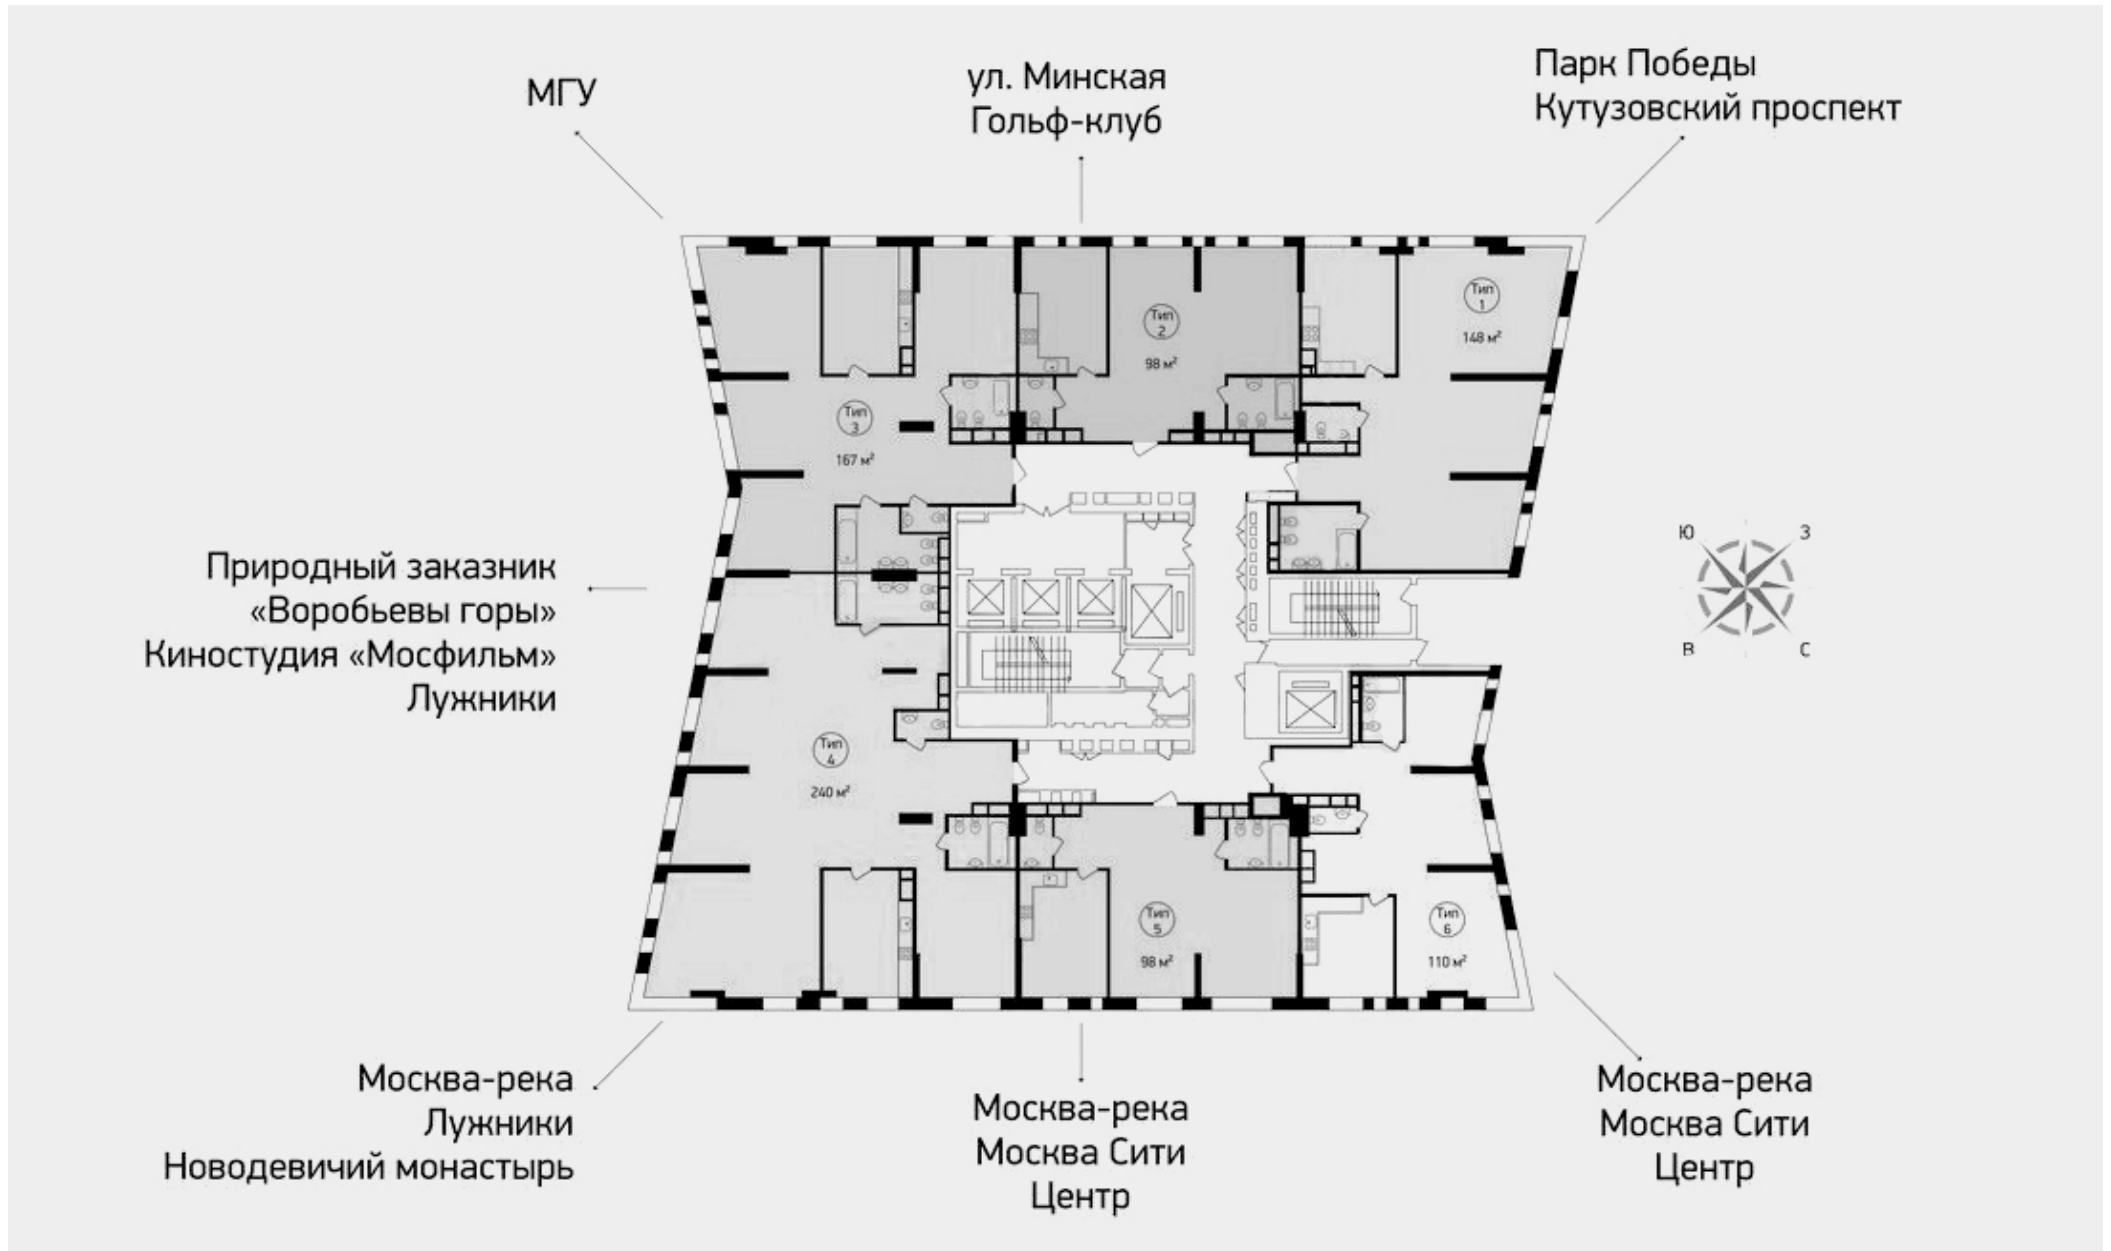 МГУ
ул. Минская
Гольф-клуб
Парк Победы
Кутузовский проспект
Тип
1
148 м²
Тип
2
98 м²
Тип
3
167 м²
Природный заказник
«Воробьевы горы»
Киностудия «Мосфильм»
Лужники
Ю
З
В
С
Тип
4
240 м²
Тип
5
98 м²
Тип
6
110 м²
Москва-река
Лужники
Новодевичий монастырь
Москва-река
Москва Сити
Центр
Москва-река
Москва Сити
Центр